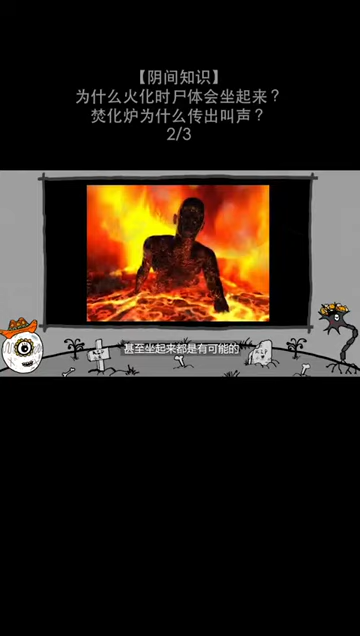 【阴间知识】
为什么火化时尸体会坐起来？
焚化炉为什么传出叫声？
2/3
甚至坐起来都是有可能的